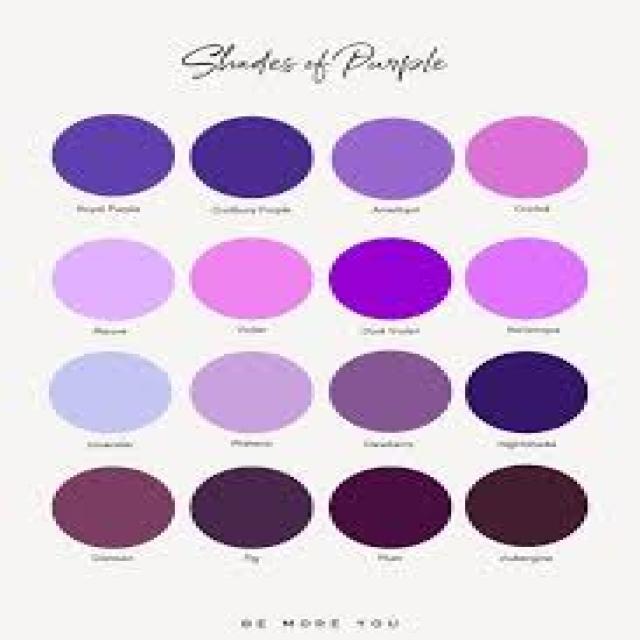 Shades of Purple
Royal Purple Cadbury Purple Amethyst Orchid
Mauve Violet Dark Violet Heliotrope
Lavender Wisteria Dewberry Nightshade
Damson Fig Plum Aubergine
BE MORE YOU